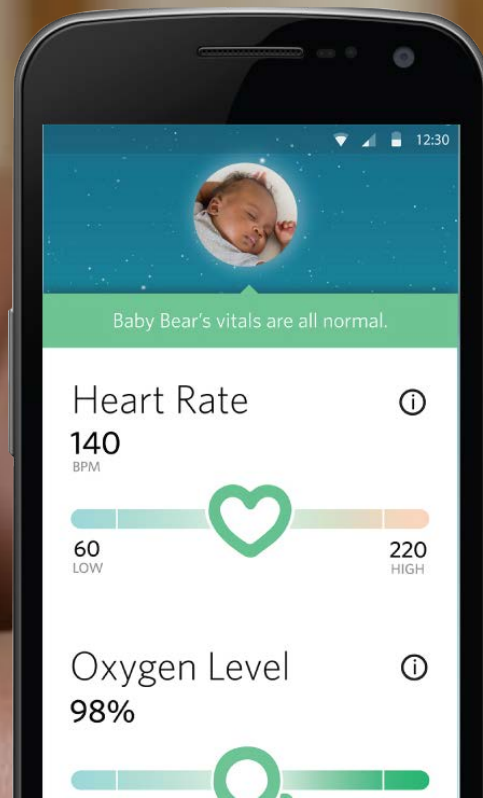 12:30
Baby Bear's vitals are all normal.
Heart Rate
140
BPM
60
LOW
220
HIGH
Oxygen Level
98%